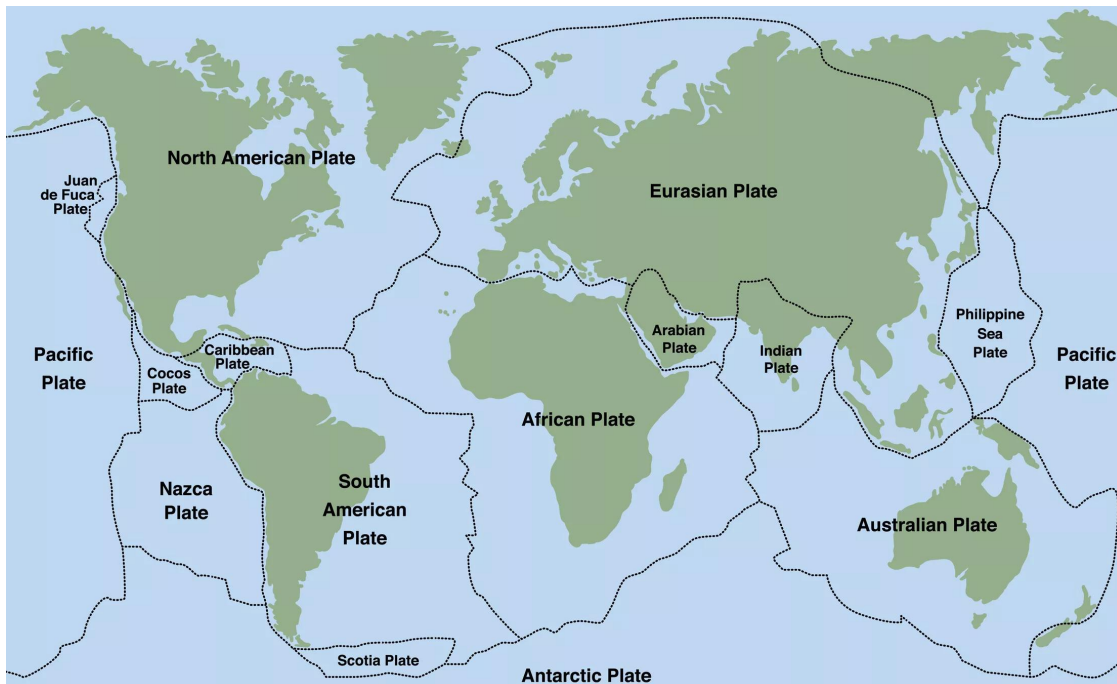 North American Plate
Juan
de Fuca
Plate
Eurasian Plate
Pacific
Plate
Caribbean
Plate
Cocos
Plate
Arabian
Plate
Indian
Plate
Philippine
Sea
Plate
Pacific
Plate
African Plate
Nazca
Plate
South
American
Plate
Australian Plate
Scotia Plate
Antarctic Plate